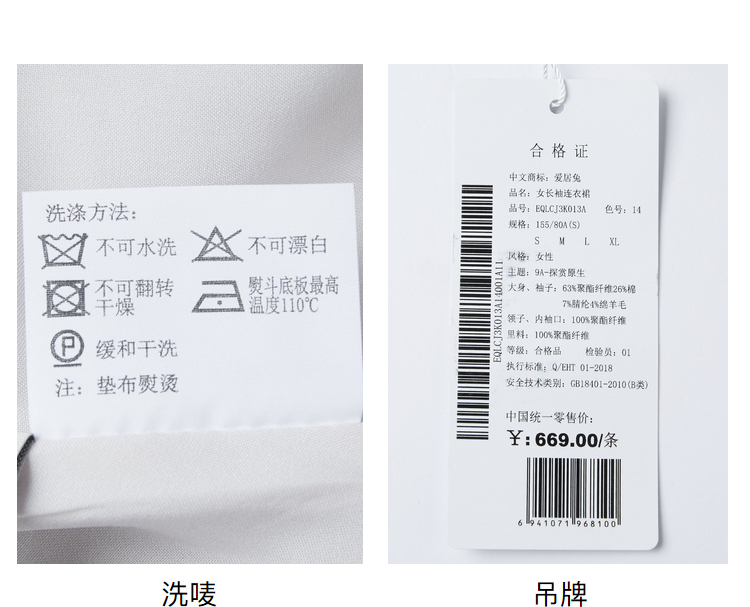 洗涤方法：
不可水洗
不可漂白
不可翻转
干燥
熨斗底板最高
温度110℃
P
缓和干洗
注：垫布熨烫
洗唛
合格证
中文商标：爱居兔
品名：女长袖连衣裙
品号：EQLCJ3K013A 色号：14
规格：155/80A(S)
S M L XL
风格：女性
主题：9A-探赏原生
大身、袖子：63%聚酯纤维26%棉
7%腈纶4%绵羊毛
领子、内袖口：100%聚酯纤维
里料：100%聚酯纤维
等级：合格品 检验员：01
执行标准：Q/EHT 01-2018
安全技术类别：GB18401-2010(B类)
EQLCJ3K013A14001A11
中国统一零售价：
¥：669.00/条
6 941071 968100
吊牌